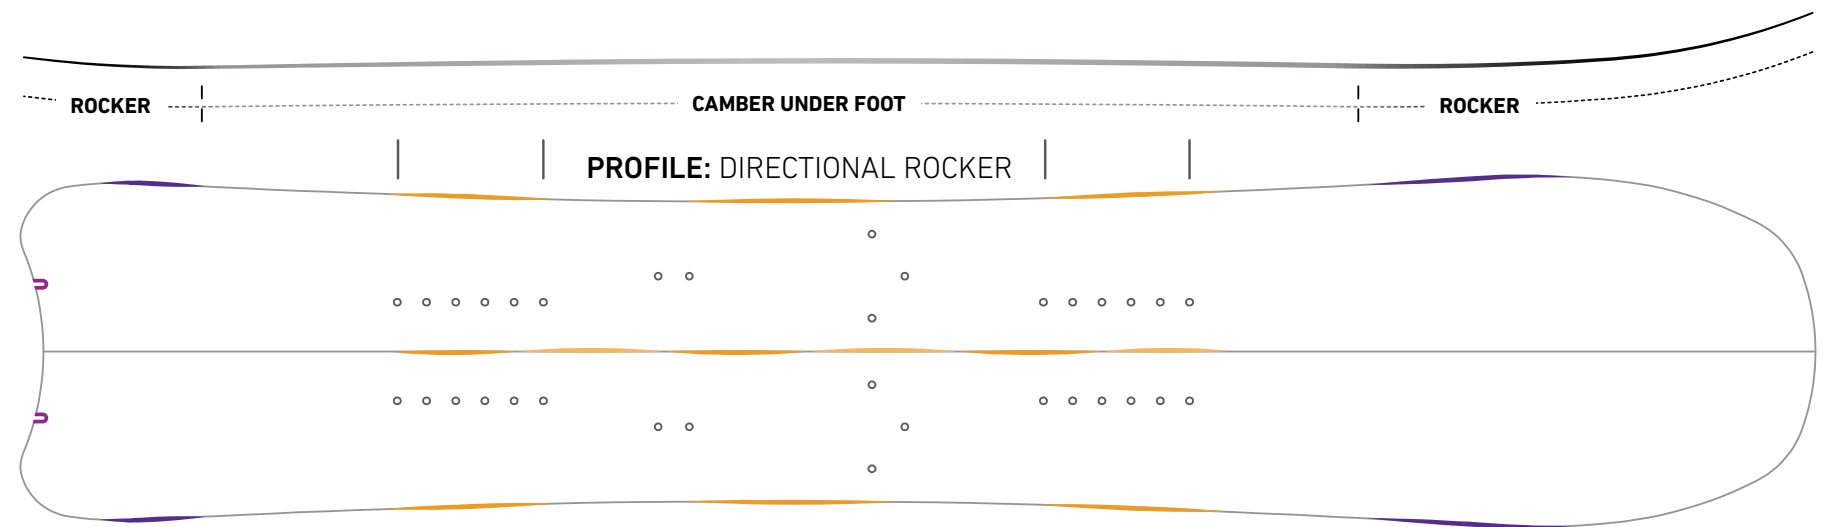 ROCKER
CAMBER UNDER FOOT
ROCKER
PROFILE: DIRECTIONAL ROCKER